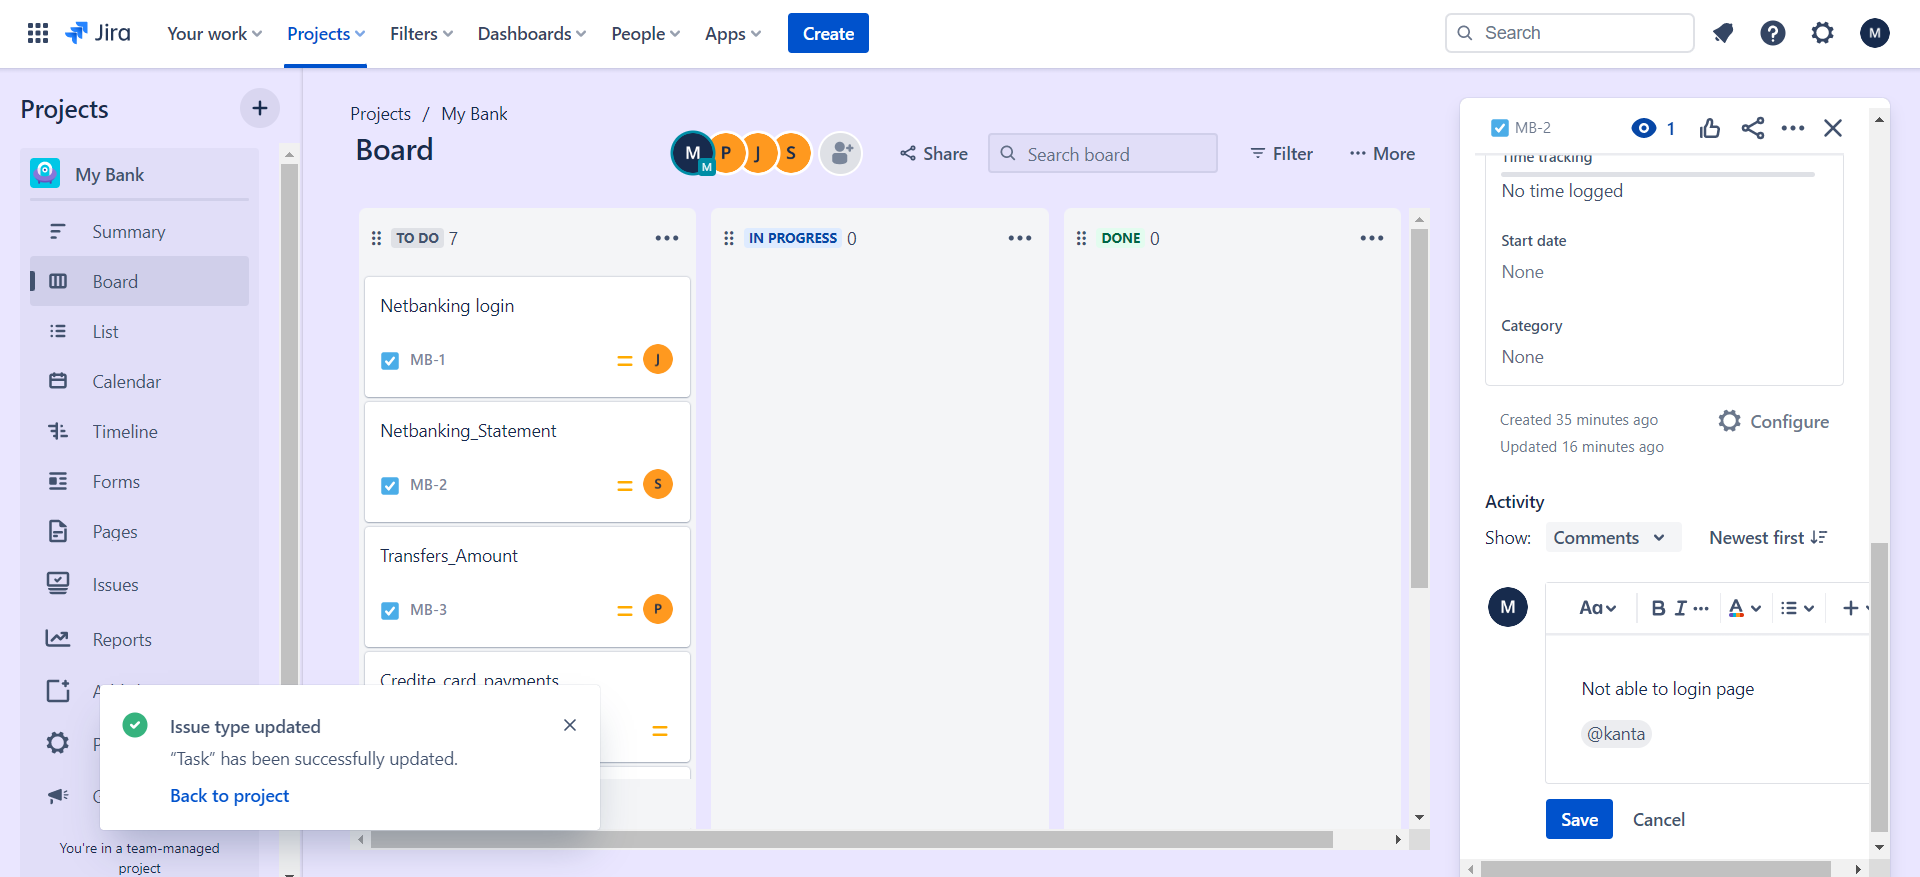 Jira
Your work
Projects
Filters
Dashboards
People
Apps
Create
Search
M
Projects
My Bank
Summary
Board
List
Calendar
Timeline
Forms
Pages
Issues
Reports
You're in a team-managed
project
Projects / My Bank
Board
M
M
P
J
S
Share
Search board
Filter
More
TO DO 7
Netbanking login
MB-1
J
Netbanking_Statement
MB-2
S
Transfers_Amount
MB-3
P
Credite_card_payments
IN PROGRESS 0
DONE 0
Issue type updated
“Task” has been successfully updated.
Back to project
MB-2
1
Time tracking
No time logged
Start date
None
Category
None
Created 35 minutes ago
Updated 16 minutes ago
Configure
Activity
Show: Comments
Newest first
M
Aa
B I
A
Not able to login page
@kanta
Save
Cancel